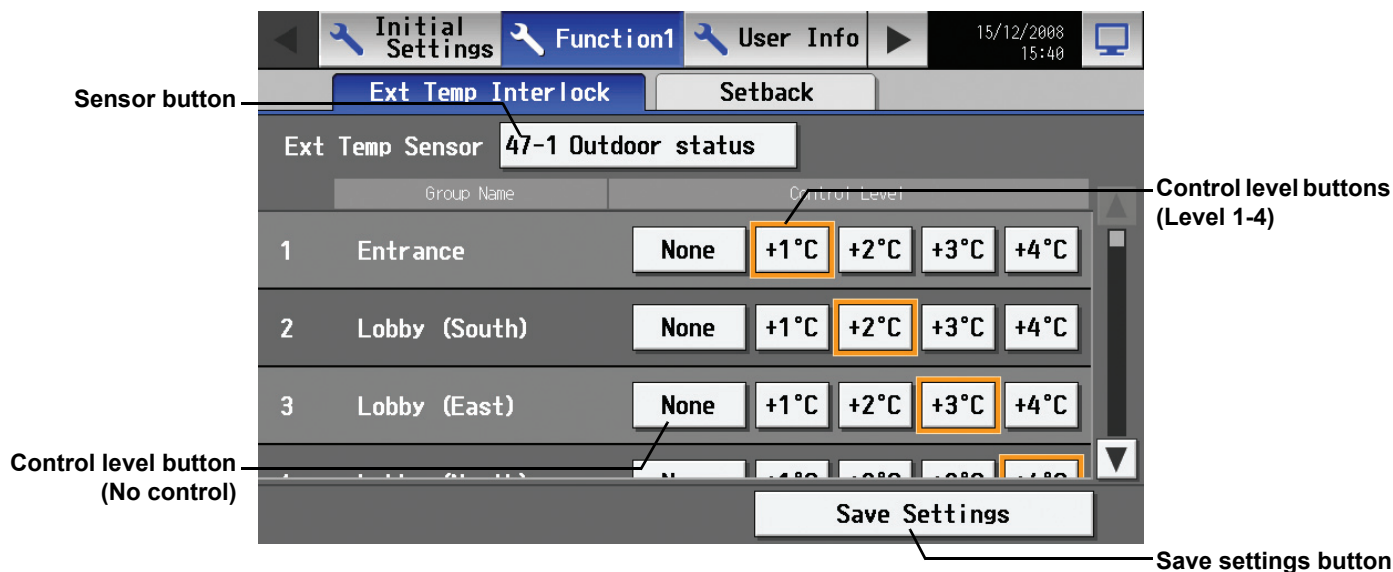 Initial Settings
Function1
User Info
15/12/2008
15:40
Ext Temp Interlock
Setback
Sensor button
Ext Temp Sensor
47-1 Outdoor status
Group Name
Control Level
Control level buttons
(Level 1-4)
1 Entrance None +1°C +2°C +3°C +4°C
2 Lobby (South) None +1°C +2°C +3°C +4°C
3 Lobby (East) None +1°C +2°C +3°C +4°C
Control level button
(No control)
Save Settings
Save settings button